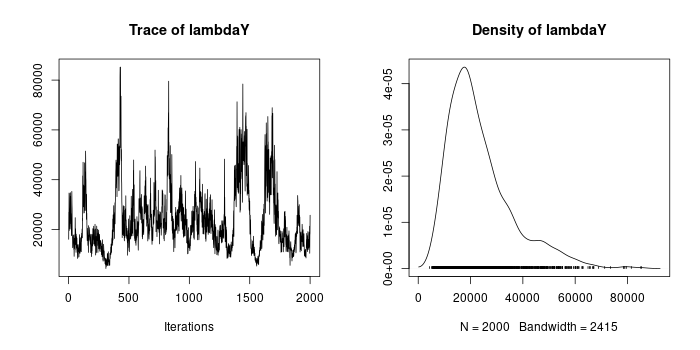 Trace of lambdaY
80000
60000
40000
20000
0 500 1000 1500 2000
Iterations
Density of lambdaY
4e-05
3e-05
2e-05
1e-05
0e+00
0 20000 40000 60000 80000
N = 2000 Bandwidth = 2415